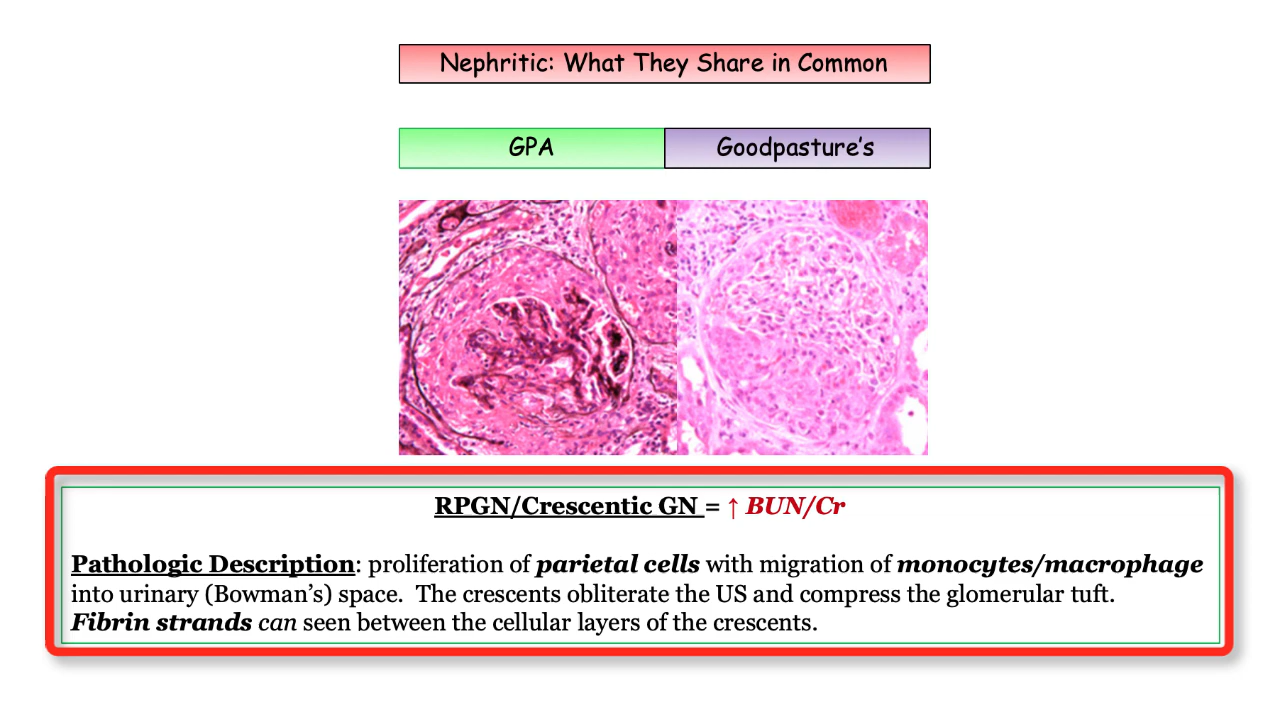 Nephritic: What They Share in Common
GPA
Goodpasture's
RPGN/Crescentic GN = ↑ BUN/Cr
Pathologic Description: proliferation of parietal cells with migration of monocytes/macrophage
into urinary (Bowman's) space. The crescents obliterate the US and compress the glomerular tuft.
Fibrin strands can seen between the cellular layers of the crescents.